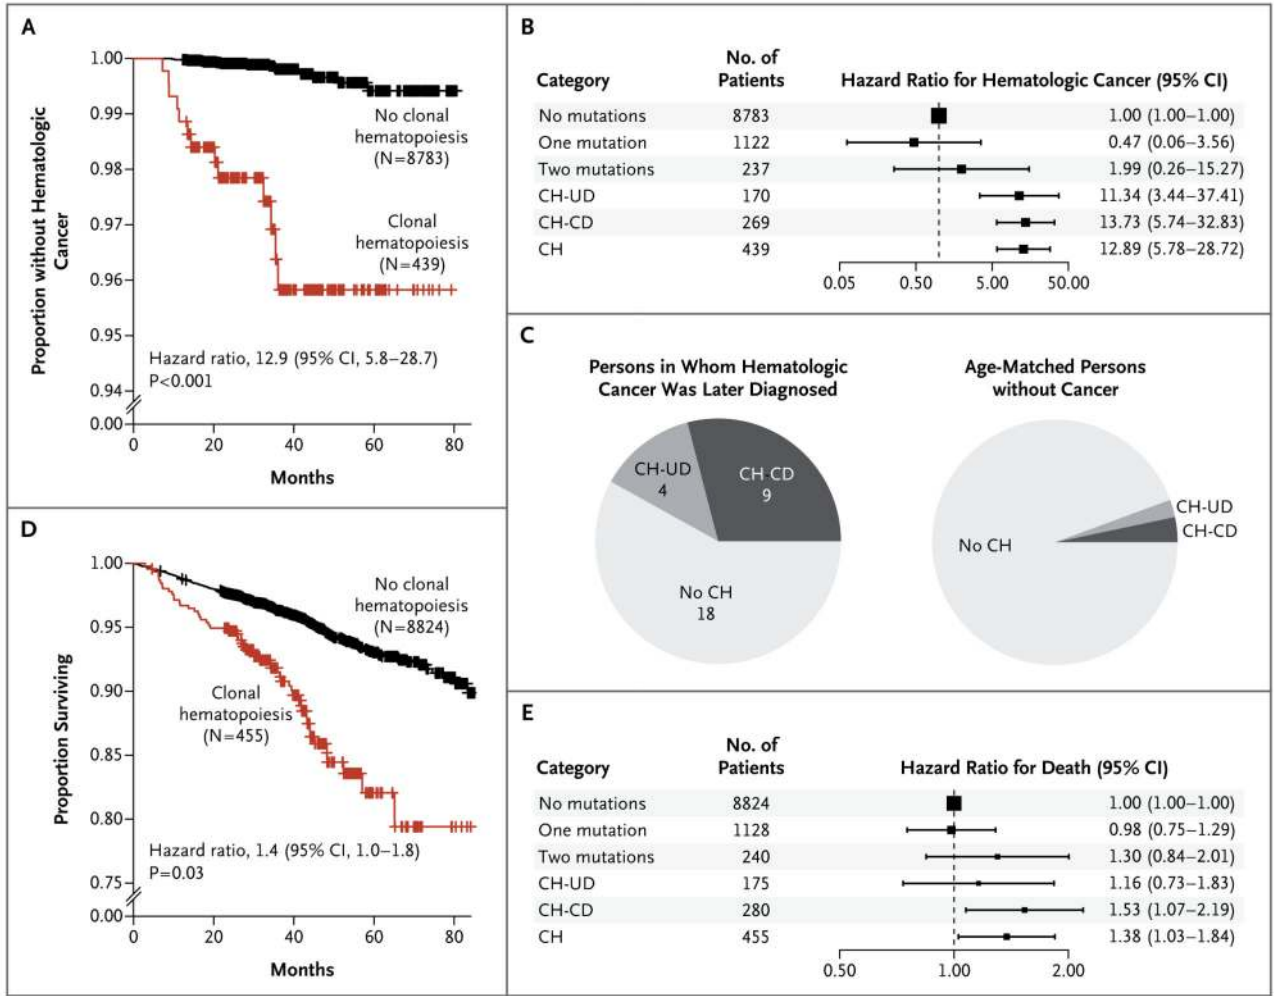 A
Proportion without Hematologic
Cancer
1.00
0.99
0.98
0.97
0.96
0.95
0.94
0.00
No clonal
hematopoiesis
(N=8783)
Clonal
hematopoiesis
(N=439)
Hazard ratio, 12.9 (95% CI, 5.8–28.7)
P<0.001
0 20 40 60 80
Months
B
Category No. of Patients Hazard Ratio for Hematologic Cancer (95% CI)
No mutations 8783 1.00 (1.00–1.00)
One mutation 1122 0.47 (0.06–3.56)
Two mutations 237 1.99 (0.26–15.27)
CH-UD 170 11.34 (3.44–37.41)
CH-CD 269 13.73 (5.74–32.83)
CH 439 12.89 (5.78–28.72)
0.05 0.50 5.00 50.00
C
Persons in Whom Hematologic
Cancer Was Later Diagnosed
CH-UD
4
CH-CD
9
No CH
18
Age-Matched Persons
without Cancer
CH-UD
CH-CD
No CH
D
Proportion Surviving
1.00
0.95
0.90
0.85
0.80
0.75
0.00
No clonal
hematopoiesis
(N=8824)
Clonal
hematopoiesis
(N=455)
Hazard ratio, 1.4 (95% CI, 1.0–1.8)
P=0.03
0 20 40 60 80
Months
E
Category No. of Patients Hazard Ratio for Death (95% CI)
No mutations 8824 1.00 (1.00–1.00)
One mutation 1128 0.98 (0.75–1.29)
Two mutations 240 1.30 (0.84–2.01)
CH-UD 175 1.16 (0.73–1.83)
CH-CD 280 1.53 (1.07–2.19)
CH 455 1.38 (1.03–1.84)
0.50 1.00 2.00